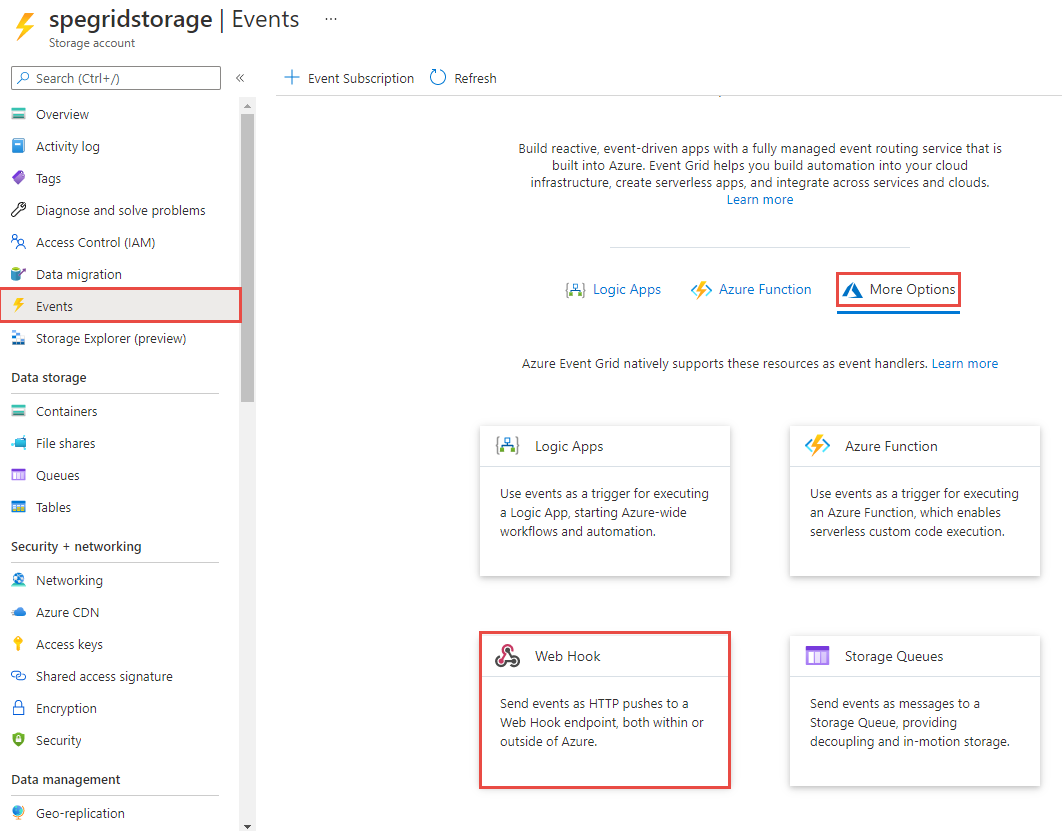 spegridstorage | Events ...
Storage account
Search (Ctrl+/)
«
Overview
Activity log
Tags
Diagnose and solve problems
Access Control (IAM)
Data migration
Events
Storage Explorer (preview)
Data storage
Containers
File shares
Queues
Tables
Security + networking
Networking
Azure CDN
Access keys
Shared access signature
Encryption
Security
Data management
Geo-replication
+ Event Subscription Refresh
Build reactive, event-driven apps with a fully managed event routing service that is
built into Azure. Event Grid helps you build automation into your cloud
infrastructure, create serverless apps, and integrate across services and clouds.
Learn more
Logic Apps Azure Function More Options
Azure Event Grid natively supports these resources as event handlers. Learn more
Logic Apps
Use events as a trigger for executing
a Logic App, starting Azure-wide
workflows and automation.
Azure Function
Use events as a trigger for executing
an Azure Function, which enables
serverless custom code execution.
Web Hook
Send events as HTTP pushes to a
Web Hook endpoint, both within or
outside of Azure.
Storage Queues
Send events as messages to a
Storage Queue, providing
decoupling and in-motion storage.